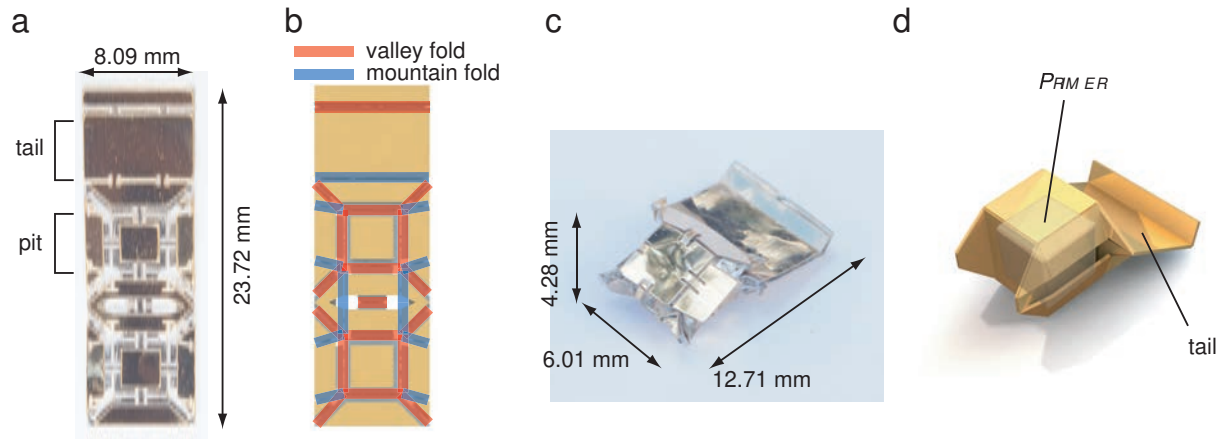 a
8.09 mm
tail
pit
23.72 mm
b
valley fold
mountain fold
c
4.28 mm
6.01 mm
12.71 mm
d
PRIMER
tail